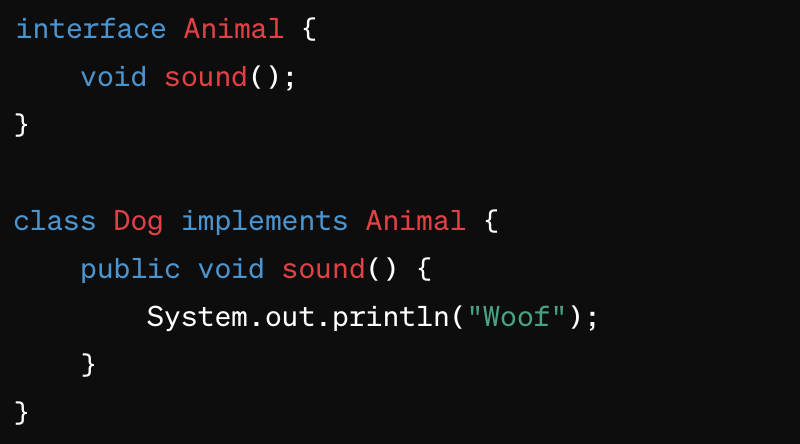 interface Animal {
    void sound();
}

class Dog implements Animal {
    public void sound() {
        System.out.println("Woof");
    }
}